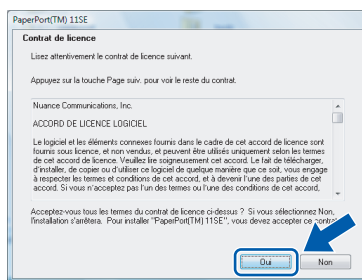 PaperPort(TM) 11SE
Contrat de licence
Lisez attentivement le contrat de licence suivant.
Appuyez sur la touche Page suiv. pour voir le reste du contrat.
Nuance Communications, Inc.
ACCORD DE LICENCE LOGICIEL
Le logiciel et les éléments connexes fournis dans le cadre de cet accord de licence sont
fournis sous licence, et non vendus, et peuvent être utilisés uniquement selon les termes
de cet accord de licence. Veuillez lire soigneusement cet accord. Le fait de télécharger,
d'installer, de copier ou d'utiliser ce logiciel de quelque manière que ce soit, vous engage
à respecter les termes et conditions de cet accord, et à devenir l'une des parties de cet
accord. Si vous n'acceptez pas l'un des termes ou l'une des conditions de cet accord,
Acceptez-vous tous les termes du contrat de licence ci-dessus ? Si vous sélectionnez Non,
l'installation s'arrêtera. Pour installer "PaperPort(TM) 11SE", vous devez accepter ce contrat.
Oui
Non